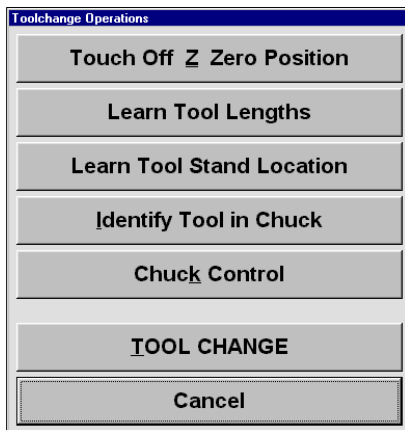 Toolchange Operations
Touch Off Z Zero Position
Learn Tool Lengths
Learn Tool Stand Location
Identify Tool in Chuck
Chuck Control
TOOL CHANGE
Cancel